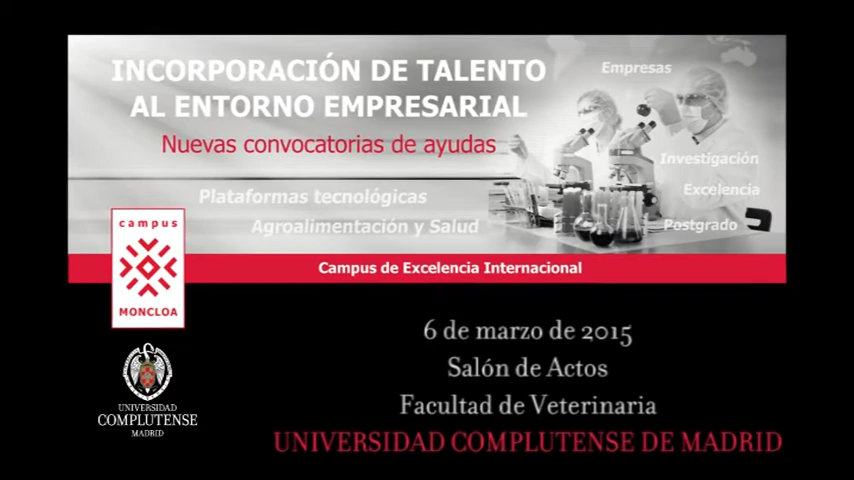 INCORPORACIÓN DE TALENTO
AL ENTORNO EMPRESARIAL
Nuevas convocatorias de ayudas
Empresas
Investigación
Excelencia
Postgrado
Plataformas tecnológicas
Agroalimentación y Salud
campus
MONCLOA
Campus de Excelencia Internacional
UNIVERSIDAD
COMPLUTENSE
MADRID
6 de marzo de 2015
Salón de Actos
Facultad de Veterinaria
UNIVERSIDAD COMPLUTENSE DE MADRID